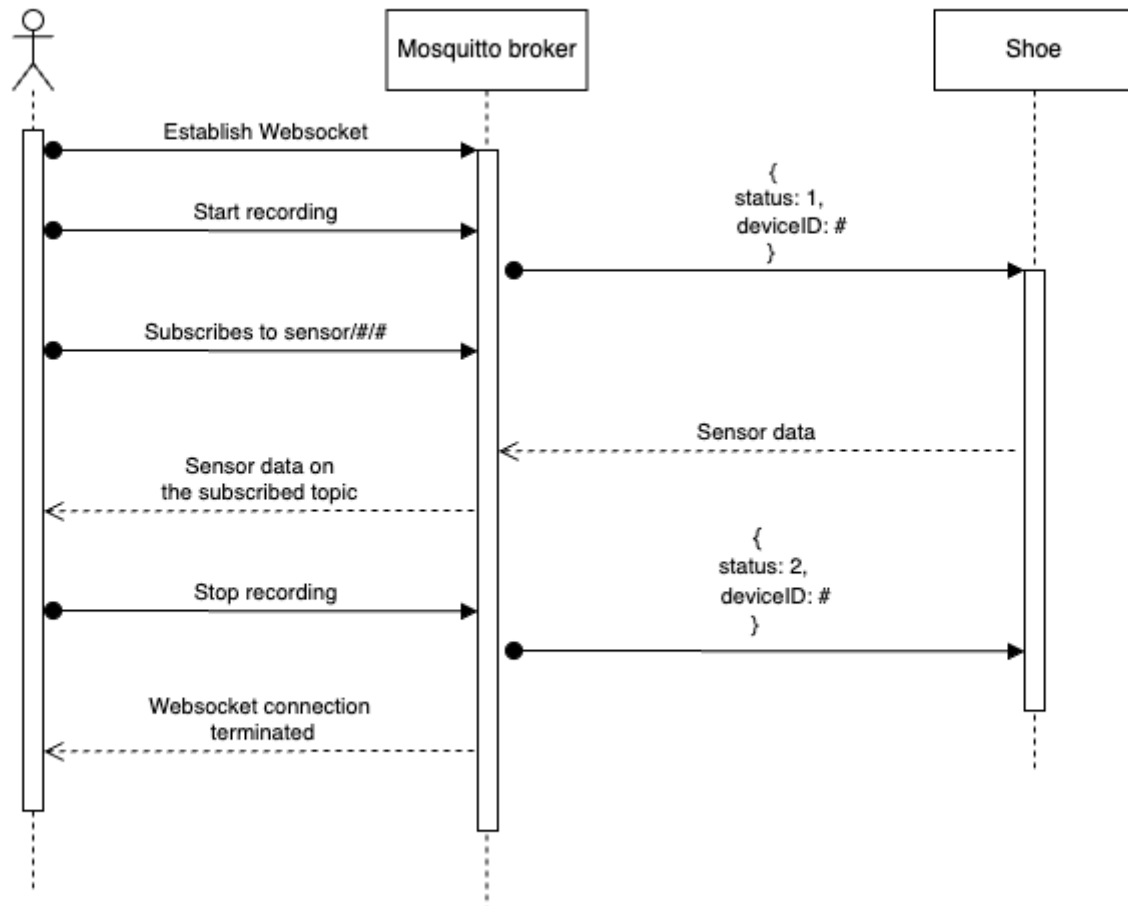 Mosquitto broker
Shoe
Establish Websocket
{
status: 1,
deviceID: #
}
Start recording
Subscribes to sensor/#/#
Sensor data
Sensor data on
the subscribed topic
{
status: 2,
deviceID: #
}
Stop recording
Websocket connection
terminated